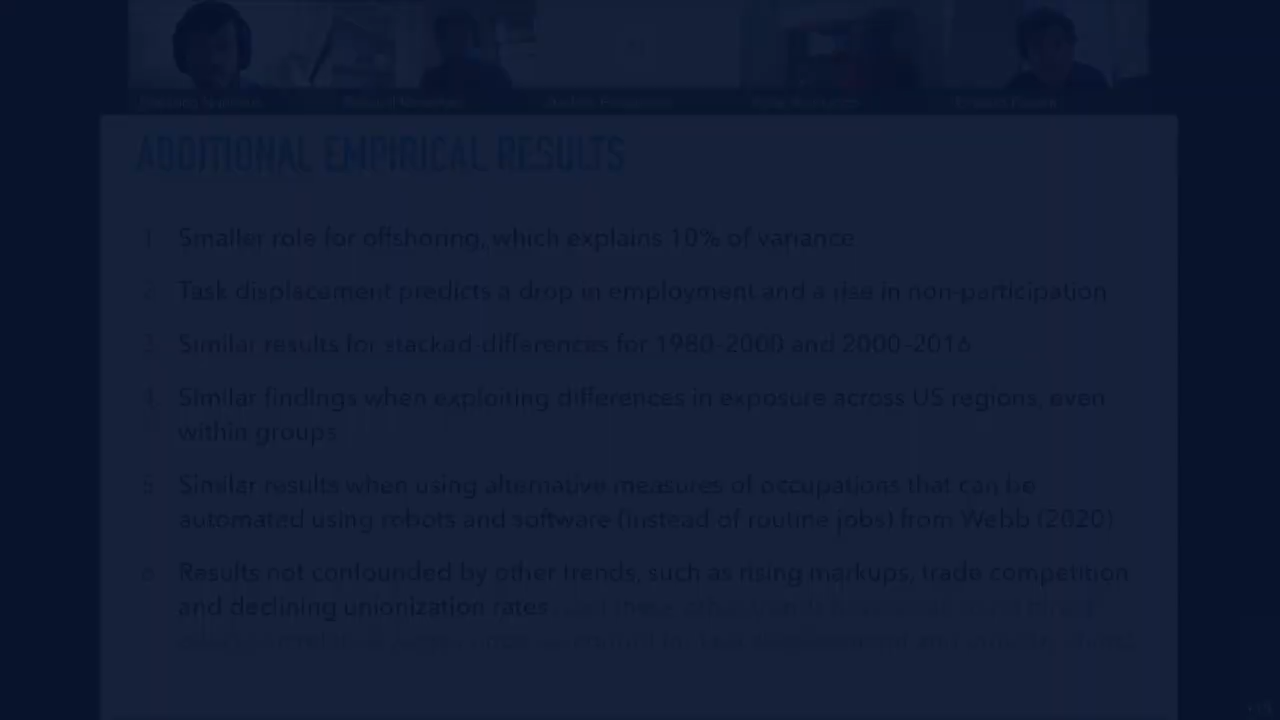 ADDITIONAL EMPIRICAL RESULTS
1. Smaller role for offshoring, which explains 10% of variance
2. Task displacement predicts a drop in employment and a rise in non-participation
3. Similar results for stacked-differences for 1980–2000 and 2000–2016
4. Similar findings when exploiting differences in exposure across US regions, even
within groups
5. Similar results when using alternative measures of occupations that can be
automated using robots and software (instead of routine jobs) from Webb (2020)
6. Results not confounded by other trends, such as rising markups, trade competition
and declining unionization rates